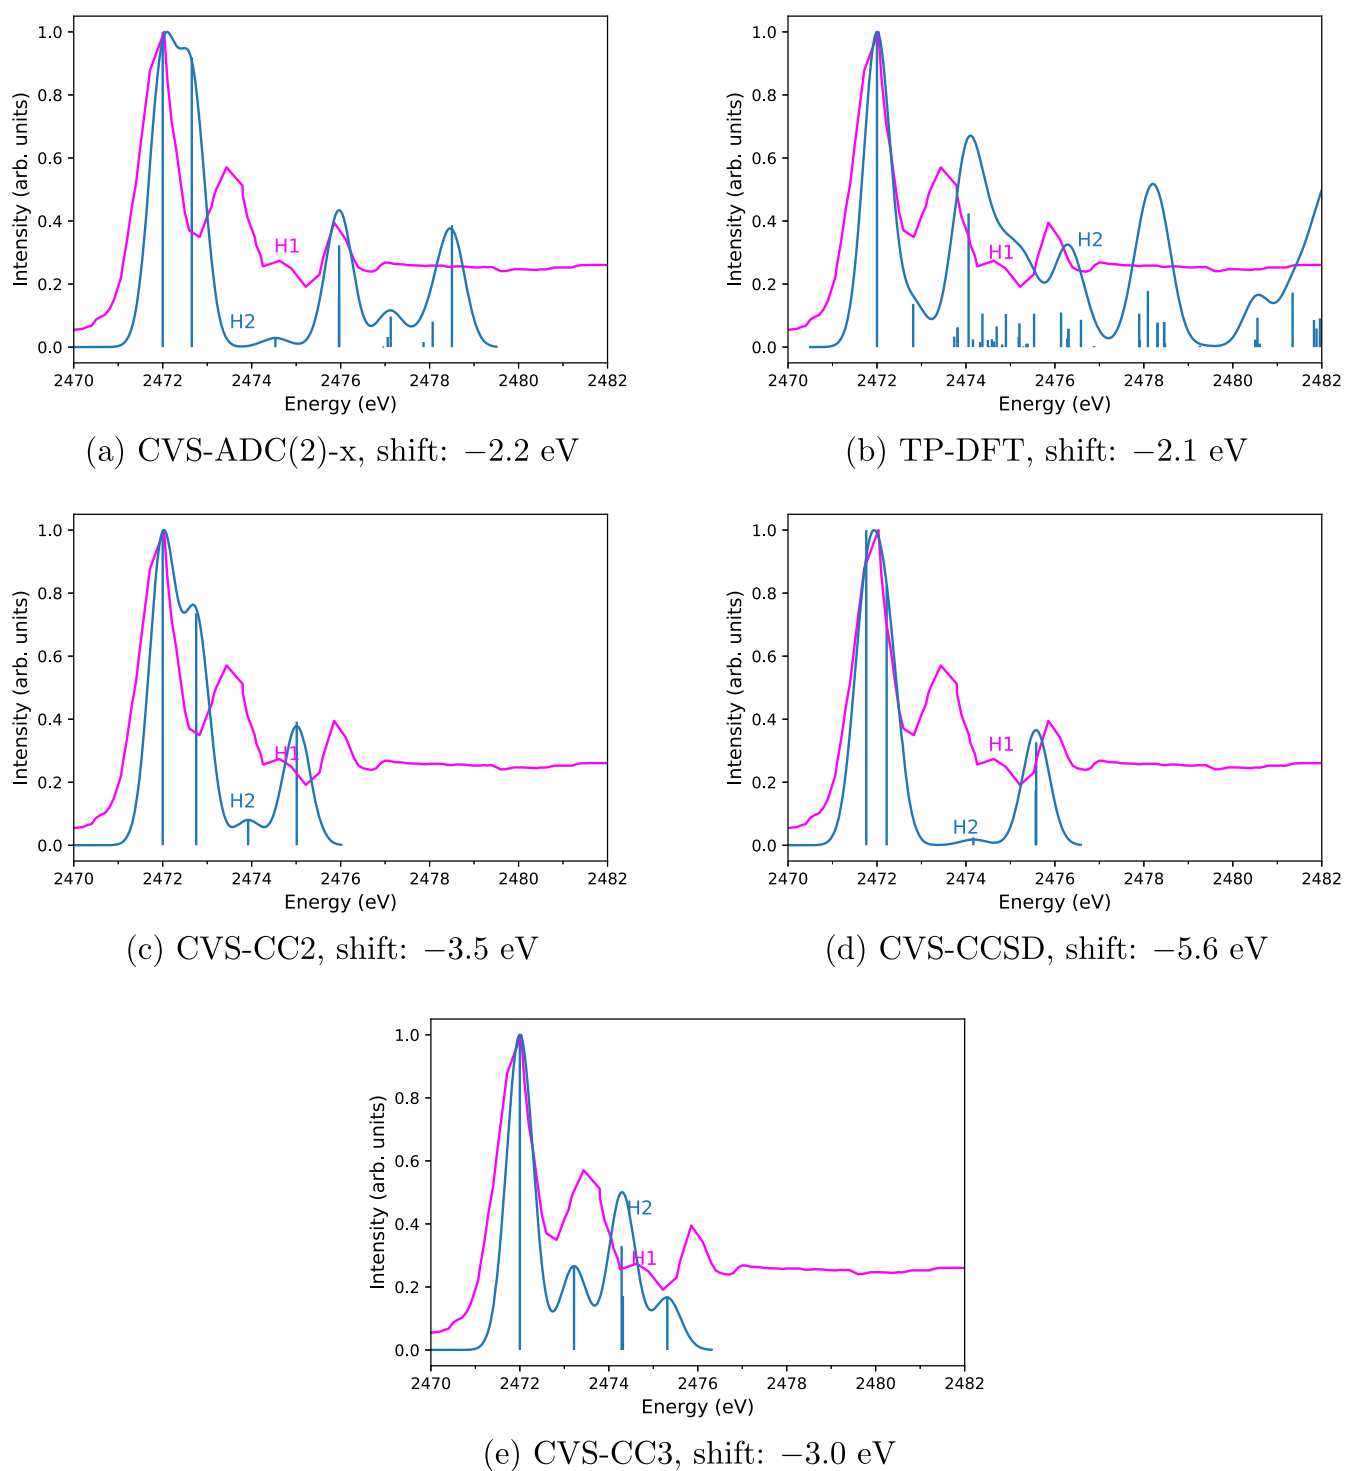 1.0
0.8
0.6
0.4
0.2
0.0
Intensity (arb. units)
H1
H2
2470 2472 2474 2476 2478 2480 2482
Energy (eV)
(a) CVS-ADC(2)-x, shift: −2.2 eV
1.0
0.8
0.6
0.4
0.2
0.0
Intensity (arb. units)
H2
H1
2470 2472 2474 2476 2478 2480 2482
Energy (eV)
(b) TP-DFT, shift: −2.1 eV
1.0
0.8
0.6
0.4
0.2
0.0
Intensity (arb. units)
H1
H2
2470 2472 2474 2476 2478 2480 2482
Energy (eV)
(c) CVS-CC2, shift: −3.5 eV
1.0
0.8
0.6
0.4
0.2
0.0
Intensity (arb. units)
H1
H2
2470 2472 2474 2476 2478 2480 2482
Energy (eV)
(d) CVS-CCSD, shift: −5.6 eV
1.0
0.8
0.6
0.4
0.2
0.0
Intensity (arb. units)
H2
H1
2470 2472 2474 2476 2478 2480 2482
Energy (eV)
(e) CVS-CC3, shift: −3.0 eV